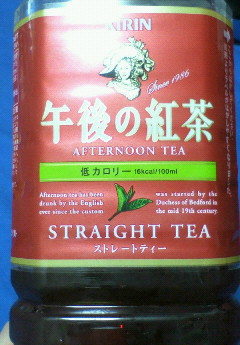 KIRIN
Since 1986
午後の紅茶
AFTERNOON TEA
低カロリー 16kcal/100ml
Afternoon tea has been
drunk by the English
ever since the custom
was started by the
Duchess of Bedford in
the mid 19th century
STRAIGHT TEA
ストレートティー